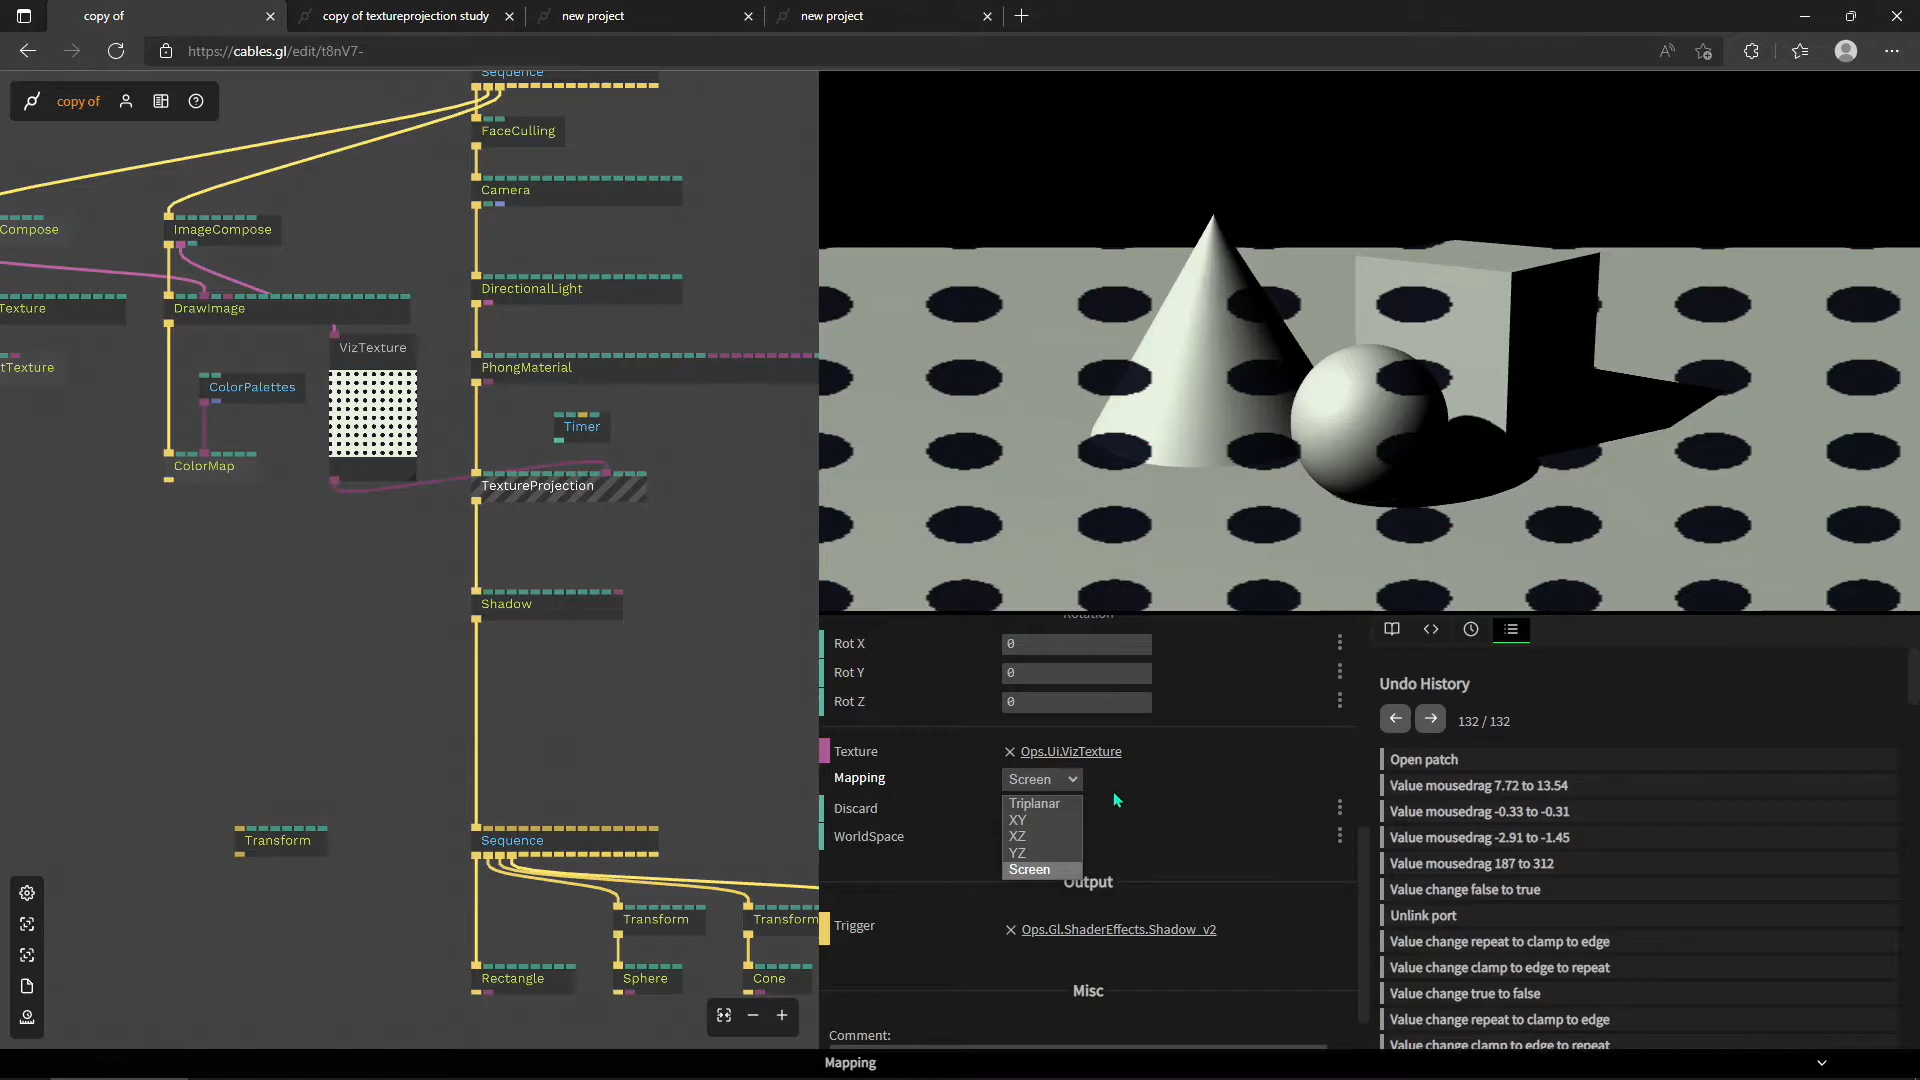 copy of
copy of textureprojection study
new project
new project
https://cables.gl/edit/t8nV7-
copy of
Sequence
FaceCulling
Camera
Compose
ImageCompose
DirectionalLight
Texture
DrawImage
VizTexture
tTexture
PhongMaterial
ColorPalettes
Timer
ColorMap
TextureProjection
Shadow
Transform
Sequence
Transform
Transform
Rectangle
Sphere
Cone
Rotation
Rot X
0
Rot Y
0
Rot Z
0
Texture
Ops.Ui.VizTexture
Mapping
Screen
Triplanar
XY
XZ
YZ
Screen
Discard
WorldSpace
Output
Trigger
Ops.Gl.ShaderEffects.Shadow_v2
Misc
Comment:
Mapping
Undo History
132 / 132
Open patch
Value mousedrag 7.72 to 13.54
Value mousedrag -0.33 to -0.31
Value mousedrag -2.91 to -1.45
Value mousedrag 187 to 312
Value change false to true
Unlink port
Value change repeat to clamp to edge
Value change clamp to edge to repeat
Value change true to false
Value change repeat to clamp to edge
Value change clamp to edge to repeat